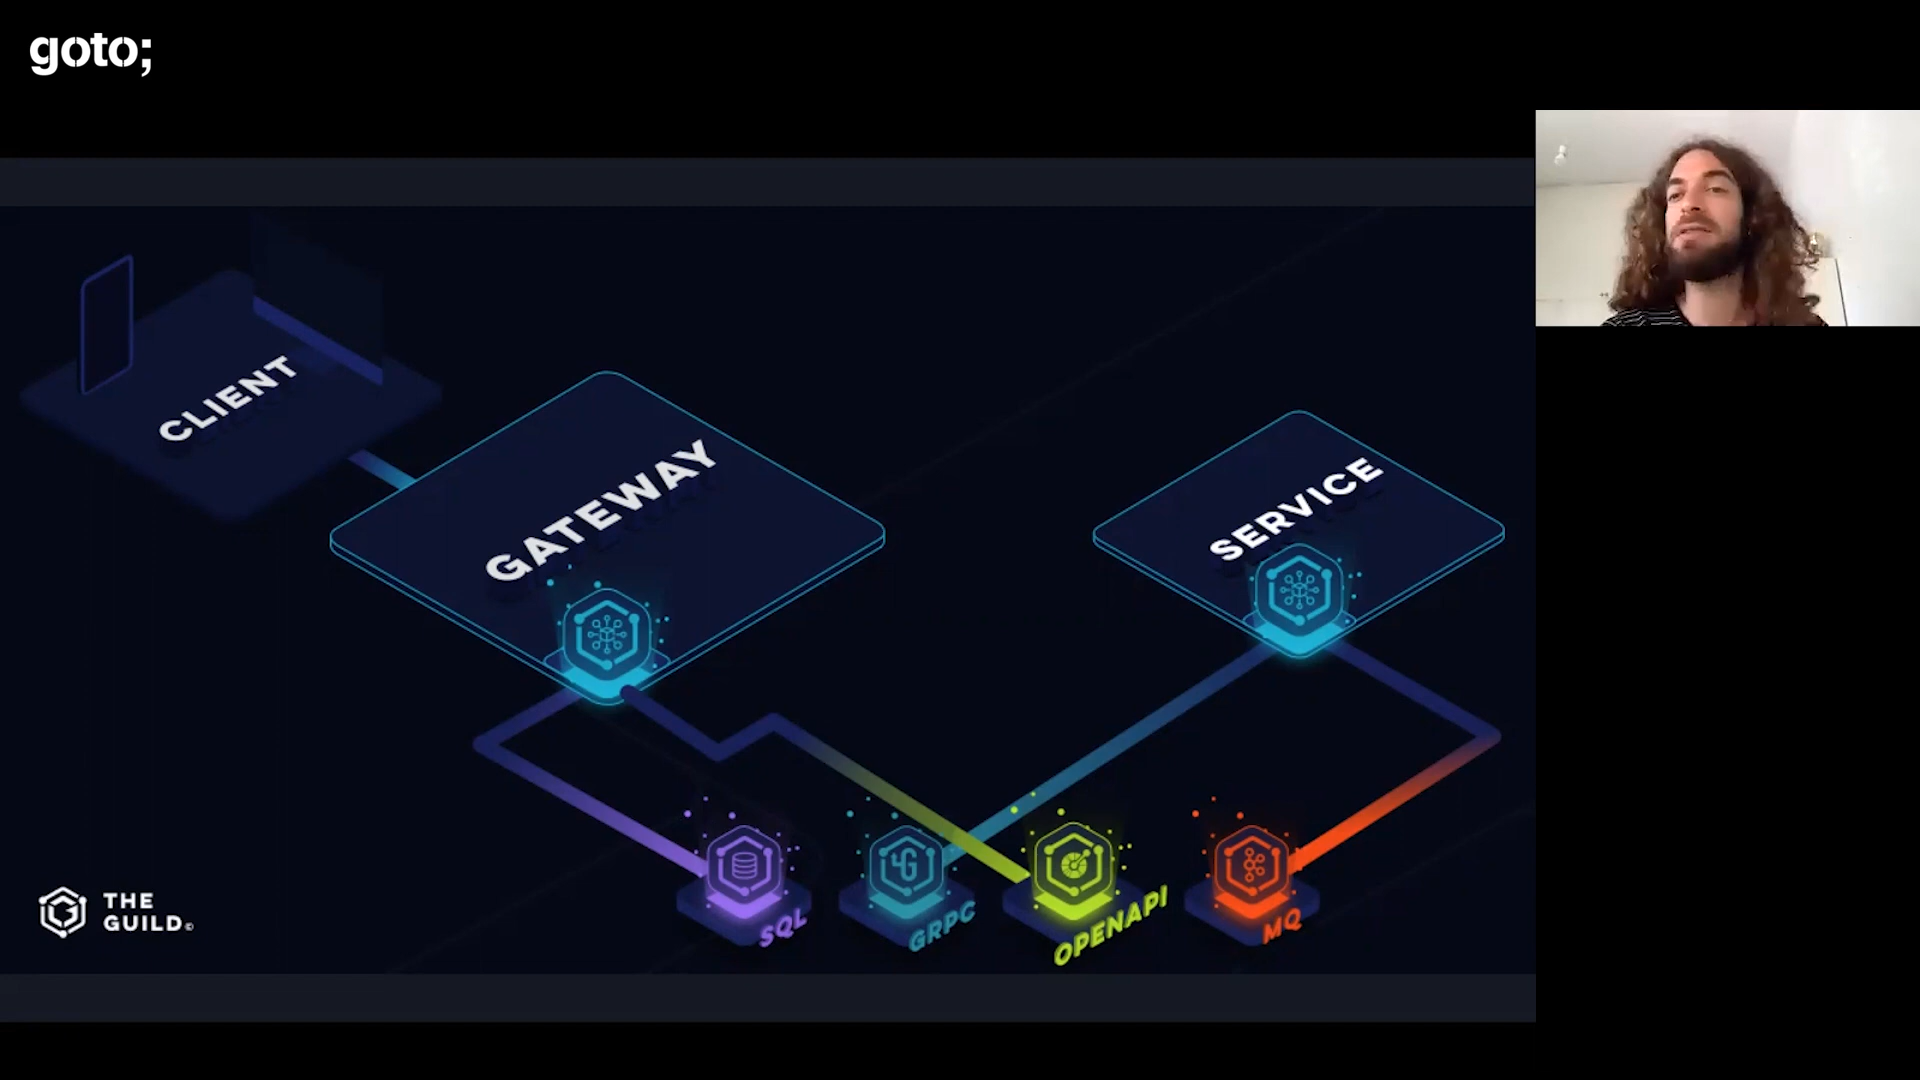 goto;
CLIENT
GATEWAY
SERVICE
SQL
GRPC
OPENAPI
MQ
THE
GUILD©